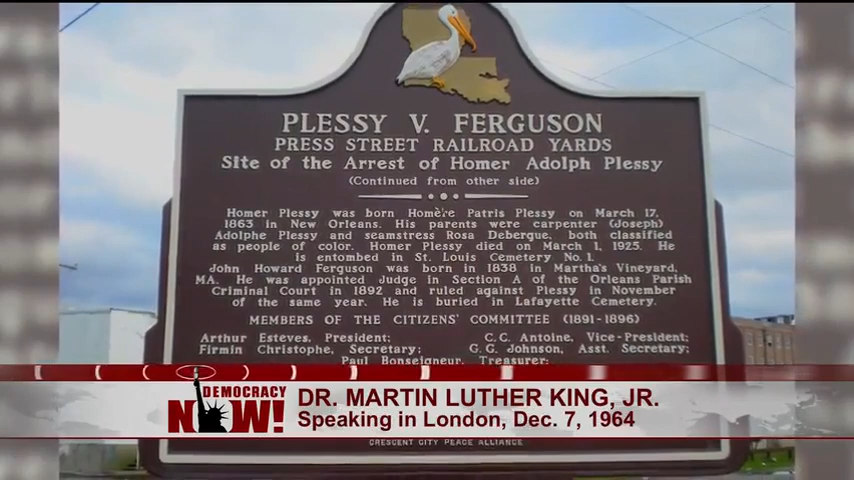 PLESSY V. FERGUSON
PRESS STREET RAILROAD YARDS
Site of the Arrest of Homer Adolph Plessy
(Continued from other side)
Homer Plessy was born Homère Patris Plessy on March 17,
1863 in New Orleans. His parents were carpenter (Joseph)
Adolphe Plessy and seamstress Rosa Debergue, both classified
as people of color. Homer Plessy died on March 1, 1925. He
is entombed in St. Louis Cemetery No. 1.
John Howard Ferguson was born in 1838 in Martha's Vineyard,
MA. He was appointed Judge in Section A of the Orleans Parish
Criminal Court in 1892 and ruled against Plessy in November
of the same year. He is buried in Lafayette Cemetery.
MEMBERS OF THE CITIZENS' COMMITTEE (1891-1896)
Arthur Esteves, President; C.C. Antoine, Vice-President;
Firmin Christophe, Secretary; G.G. Johnson, Asst. Secretary;
Paul Bonseigneur, Treasurer;
DEMOCRACY NOW!
DR. MARTIN LUTHER KING, JR.
Speaking in London, Dec. 7, 1964
CRESCENT CITY PEACE ALLIANCE